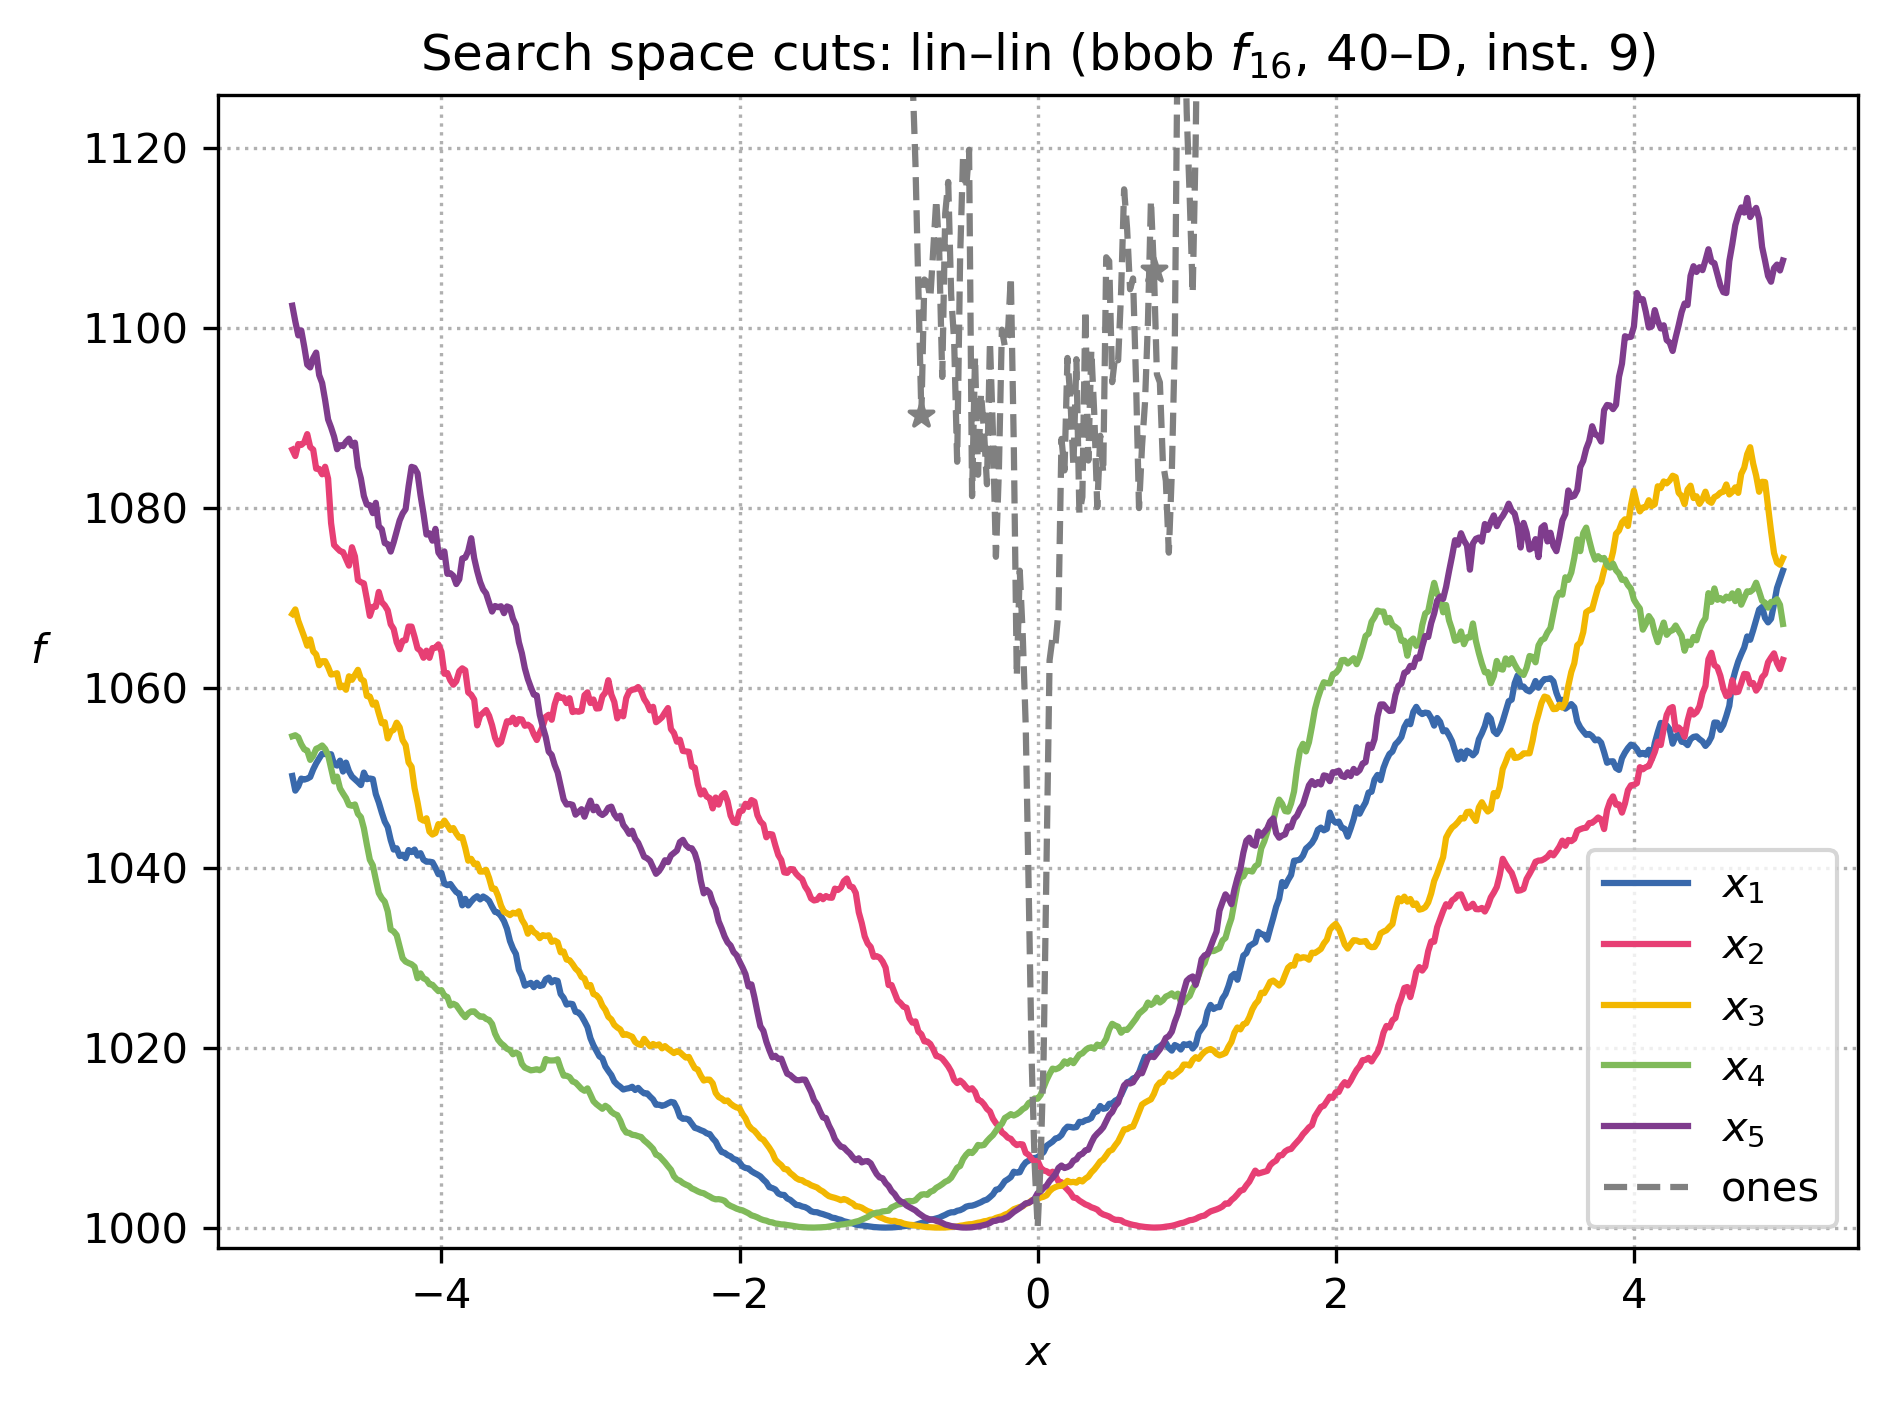 Search space cuts: lin–lin (bbob f₁₆, 40–D, inst. 9)
1120
1100
1080
1060
1040
1020
1000
f
−4
−2
0
2
4
x
x₁
x₂
x₃
x₄
x₅
ones